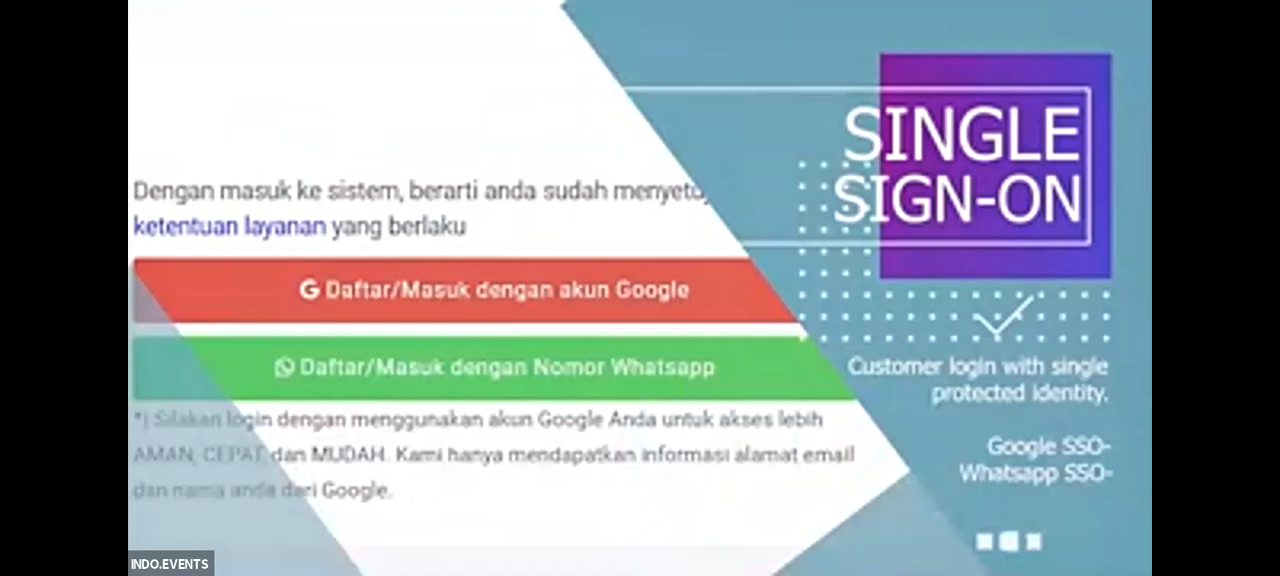 Dengan masuk ke sistem, berarti anda sudah
ketentuan layanan yang berlaku
Daftar/Masuk dengan akun Google
Daftar/Masuk dengan Nomor Whatsapp
*) Silakan login dengan menggunakan akun Google Anda untuk akses lebih
AMAN, CEPAT dan MUDAH. Kami hanya mendapatkan informasi alamat email
dan nama anda dari Google.
SINGLE
SIGN-ON
Customer login with single
protected identity.
Google SSO-
Whatsapp SSO-
INDO.EVENTS